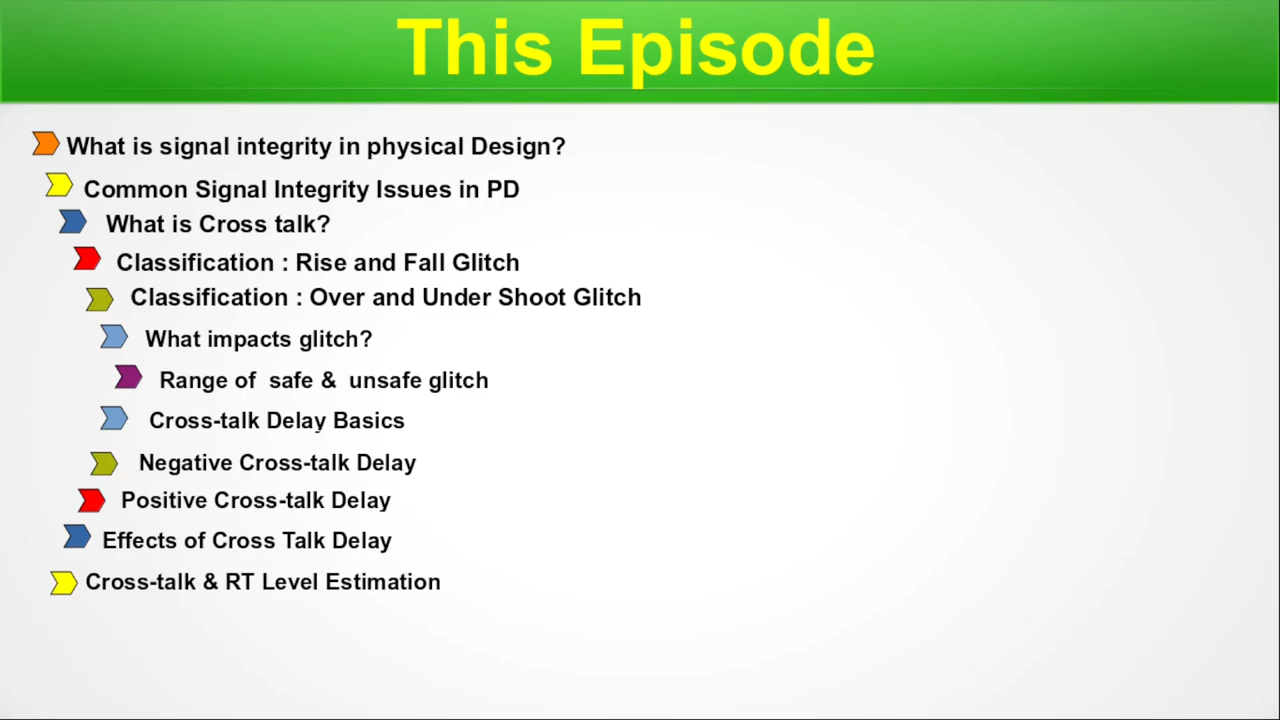 This Episode
What is signal integrity in physical Design?
Common Signal Integrity Issues in PD
What is Cross talk?
Classification : Rise and Fall Glitch
Classification : Over and Under Shoot Glitch
What impacts glitch?
Range of safe & unsafe glitch
Cross-talk Delay Basics
Negative Cross-talk Delay
Positive Cross-talk Delay
Effects of Cross Talk Delay
Cross-talk & RT Level Estimation